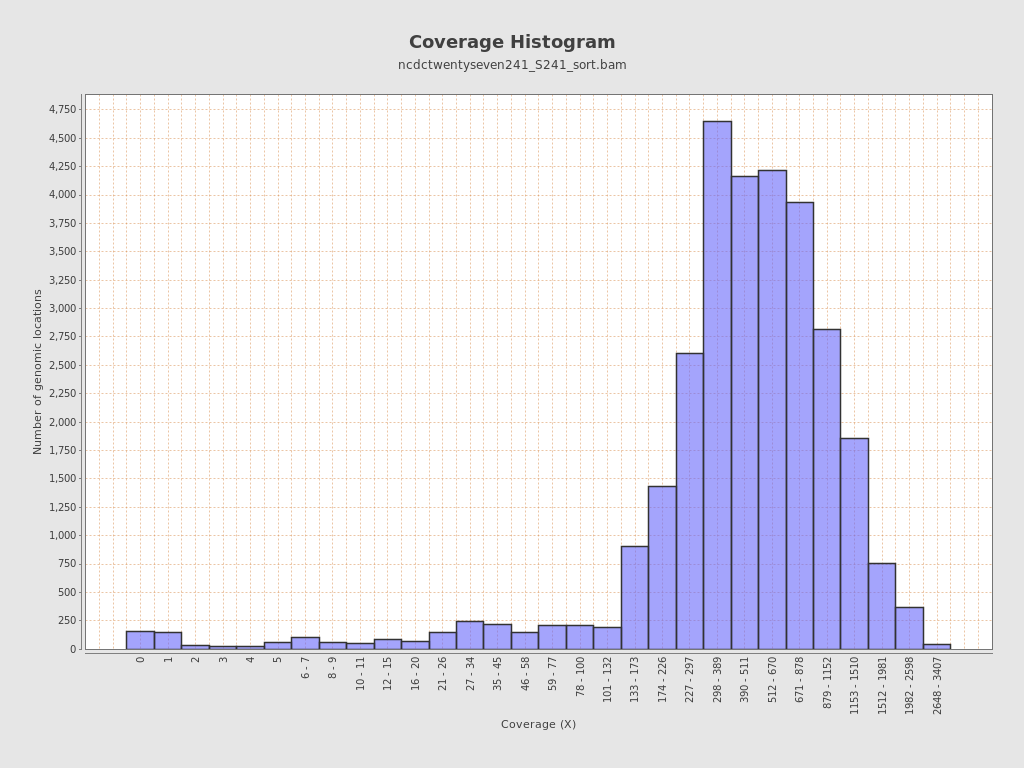 Coverage Histogram
ncdctwentyseven241_S241_sort.bam
4,750
4,500
4,250
4,000
3,750
3,500
3,250
3,000
2,750
2,500
2,250
2,000
1,750
1,500
1,250
1,000
750
500
250
0
Number of genomic locations
0
1
2
3
4
5
6 - 7
8 - 9
10 - 11
12 - 15
16 - 20
21 - 26
27 - 34
35 - 45
46 - 58
59 - 77
78 - 100
101 - 132
133 - 173
174 - 226
227 - 297
298 - 389
390 - 511
512 - 670
671 - 878
879 - 1152
1153 - 1510
1512 - 1981
1982 - 2598
2648 - 3407
Coverage (X)